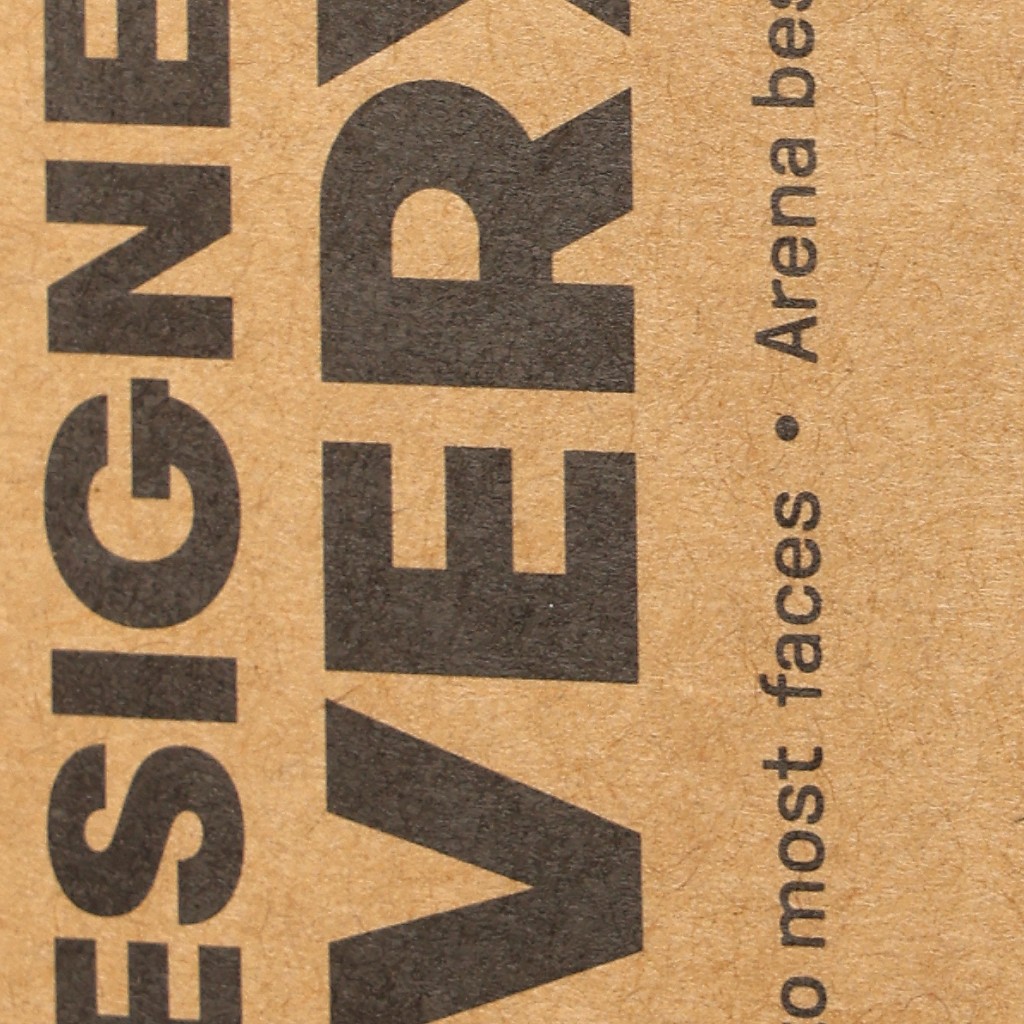 ESIGNE
VERY
o most faces • Arena bes